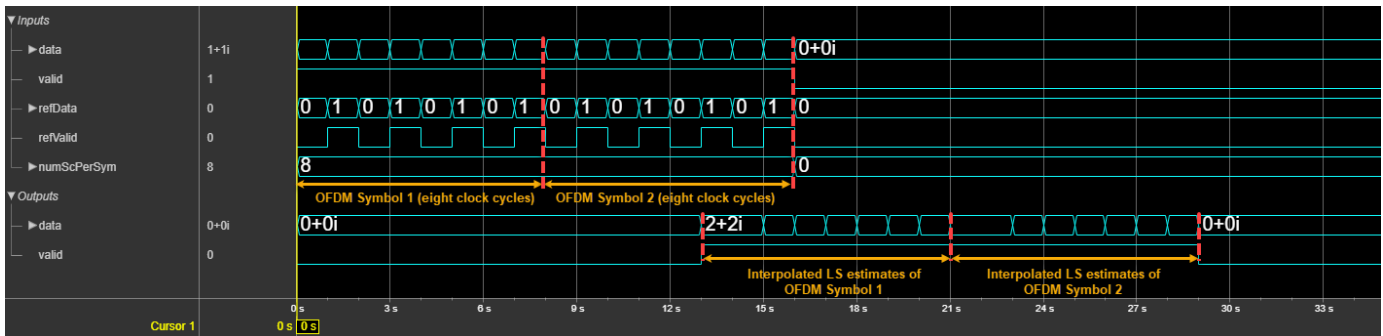 Inputs
data 1+1i 0+0i
valid 1
refData 0 0 1 0 1 0 1 0 1 0 1 0 1 0 1 0 1 0
refValid 0
numScPerSym 8 8 0
OFDM Symbol 1 (eight clock cycles) OFDM Symbol 2 (eight clock cycles)
Outputs
data 0+0i 0+0i 2+2i 0+0i
valid 0
Interpolated LS estimates of OFDM Symbol 1
Interpolated LS estimates of OFDM Symbol 2
0 s 3 s 6 s 9 s 12 s 15 s 18 s 21 s 24 s 27 s 30 s 33 s
Cursor 1 0 s 0 s